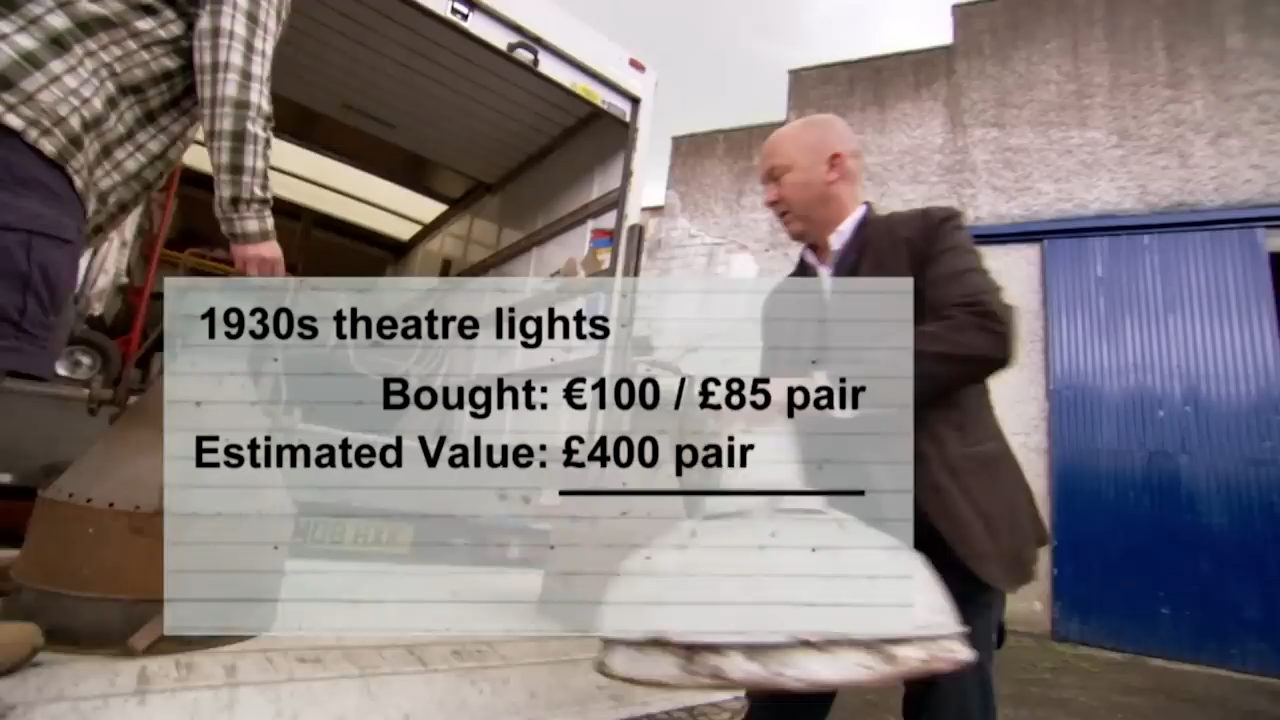 1930s theatre lights
Bought: €100 / £85 pair
Estimated Value: £400 pair